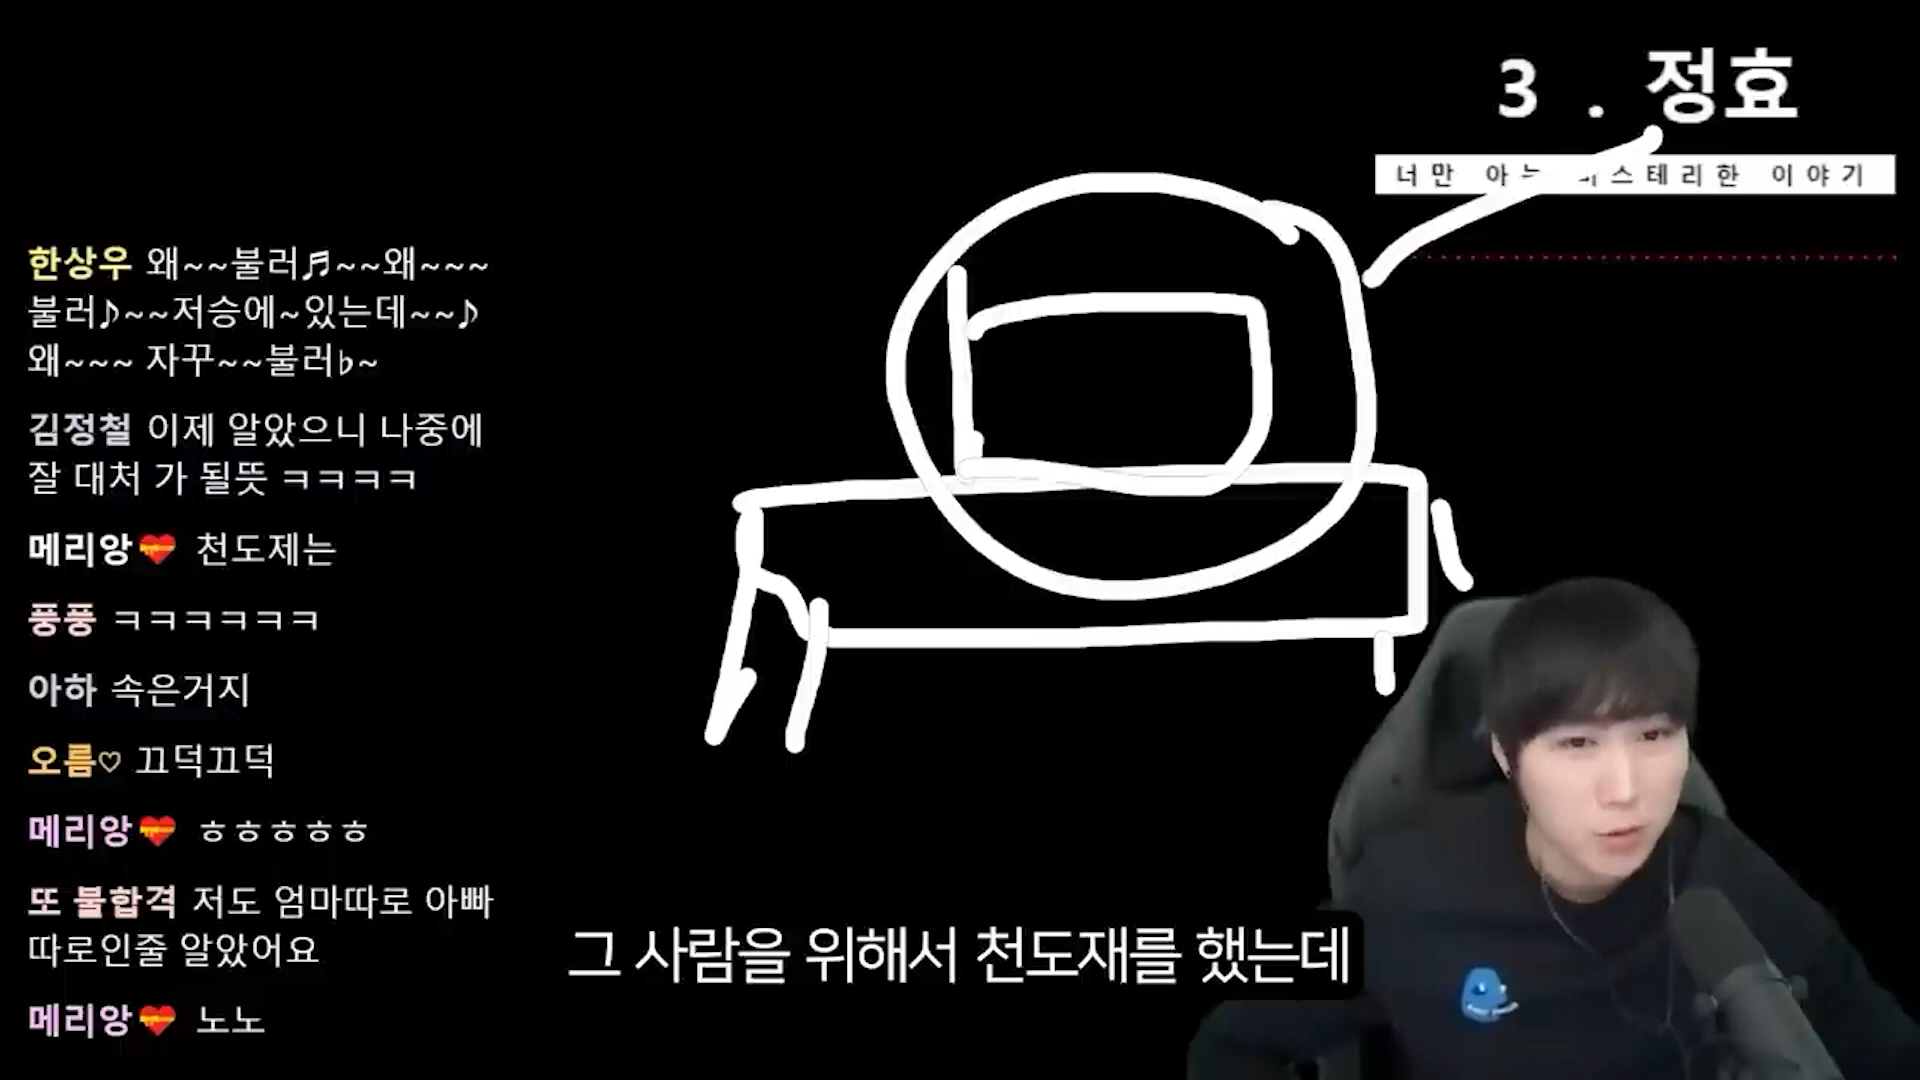 3 . 정효
너만 아는 스테리한 이야기
한상우 왜~~불러♬~~왜~~~
불러♪~~저승에~있는데~~♪
왜~~~ 자꾸~~불러♭~
김정철 이제 알았으니 나중에
잘 대처 가 될뜻 ㅋㅋㅋㅋ
메리앙💝 천도제는
풍풍 ㅋㅋㅋㅋㅋㅋ
아하 속은거지
오름♡ 끄덕끄덕
메리앙💝 ㅎㅎㅎㅎㅎ
또 불합격 저도 엄마따로 아빠
따로인줄 알았어요
메리앙💝 노노
그 사람을 위해서 천도재를 했는데